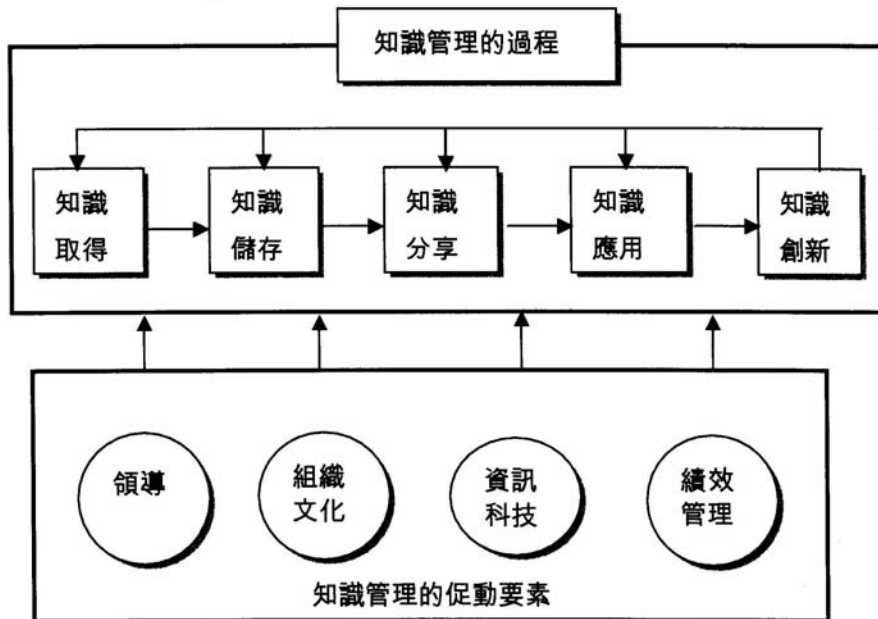 知識管理的過程
知識
取得
知識
儲存
知識
分享
知識
應用
知識
創新
領導
組織
文化
資訊
科技
績效
管理
知識管理的促動要素